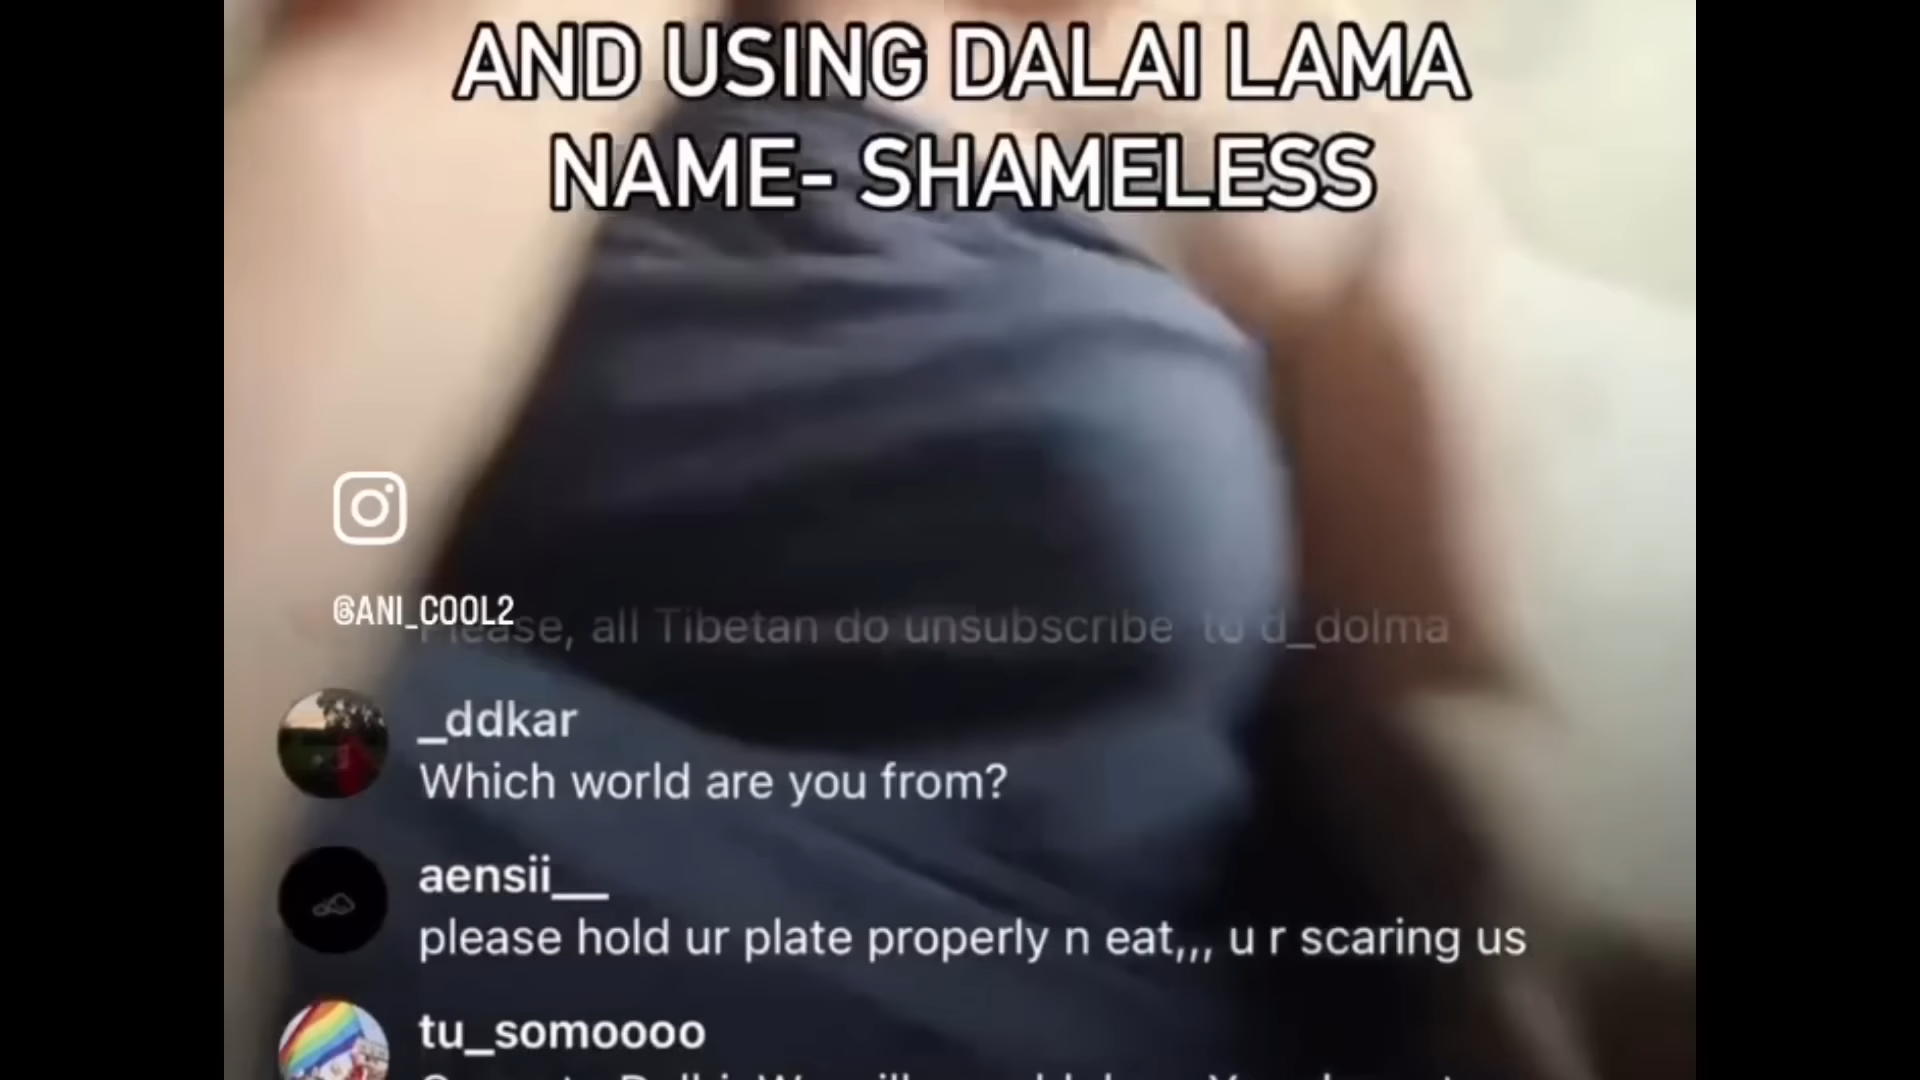 AND USING DALAI LAMA
NAME- SHAMELESS
@ANI_COOL2
Please, all Tibetan do unsubscribe to d_dolma
_ddkar
Which world are you from?
aensii__
please hold ur plate properly n eat,,, u r scaring us
tu_somoooo